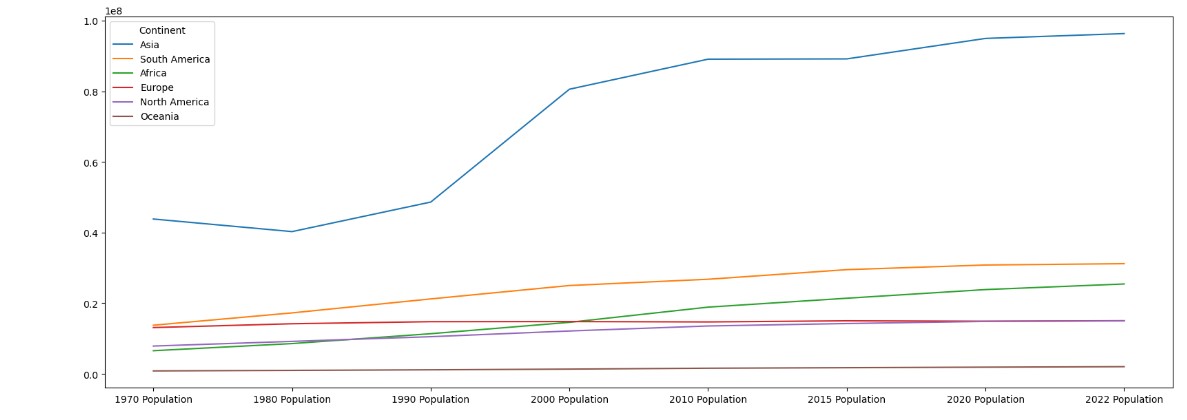 1e8
1.0
0.8
0.6
0.4
0.2
0.0
Continent
Asia
South America
Africa
Europe
North America
Oceania
1970 Population 1980 Population 1990 Population 2000 Population 2010 Population 2015 Population 2020 Population 2022 Population